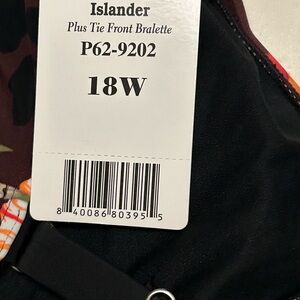 Islander
Plus Tie Front Bralette
P62-9202
18W
8 40086 80395 5